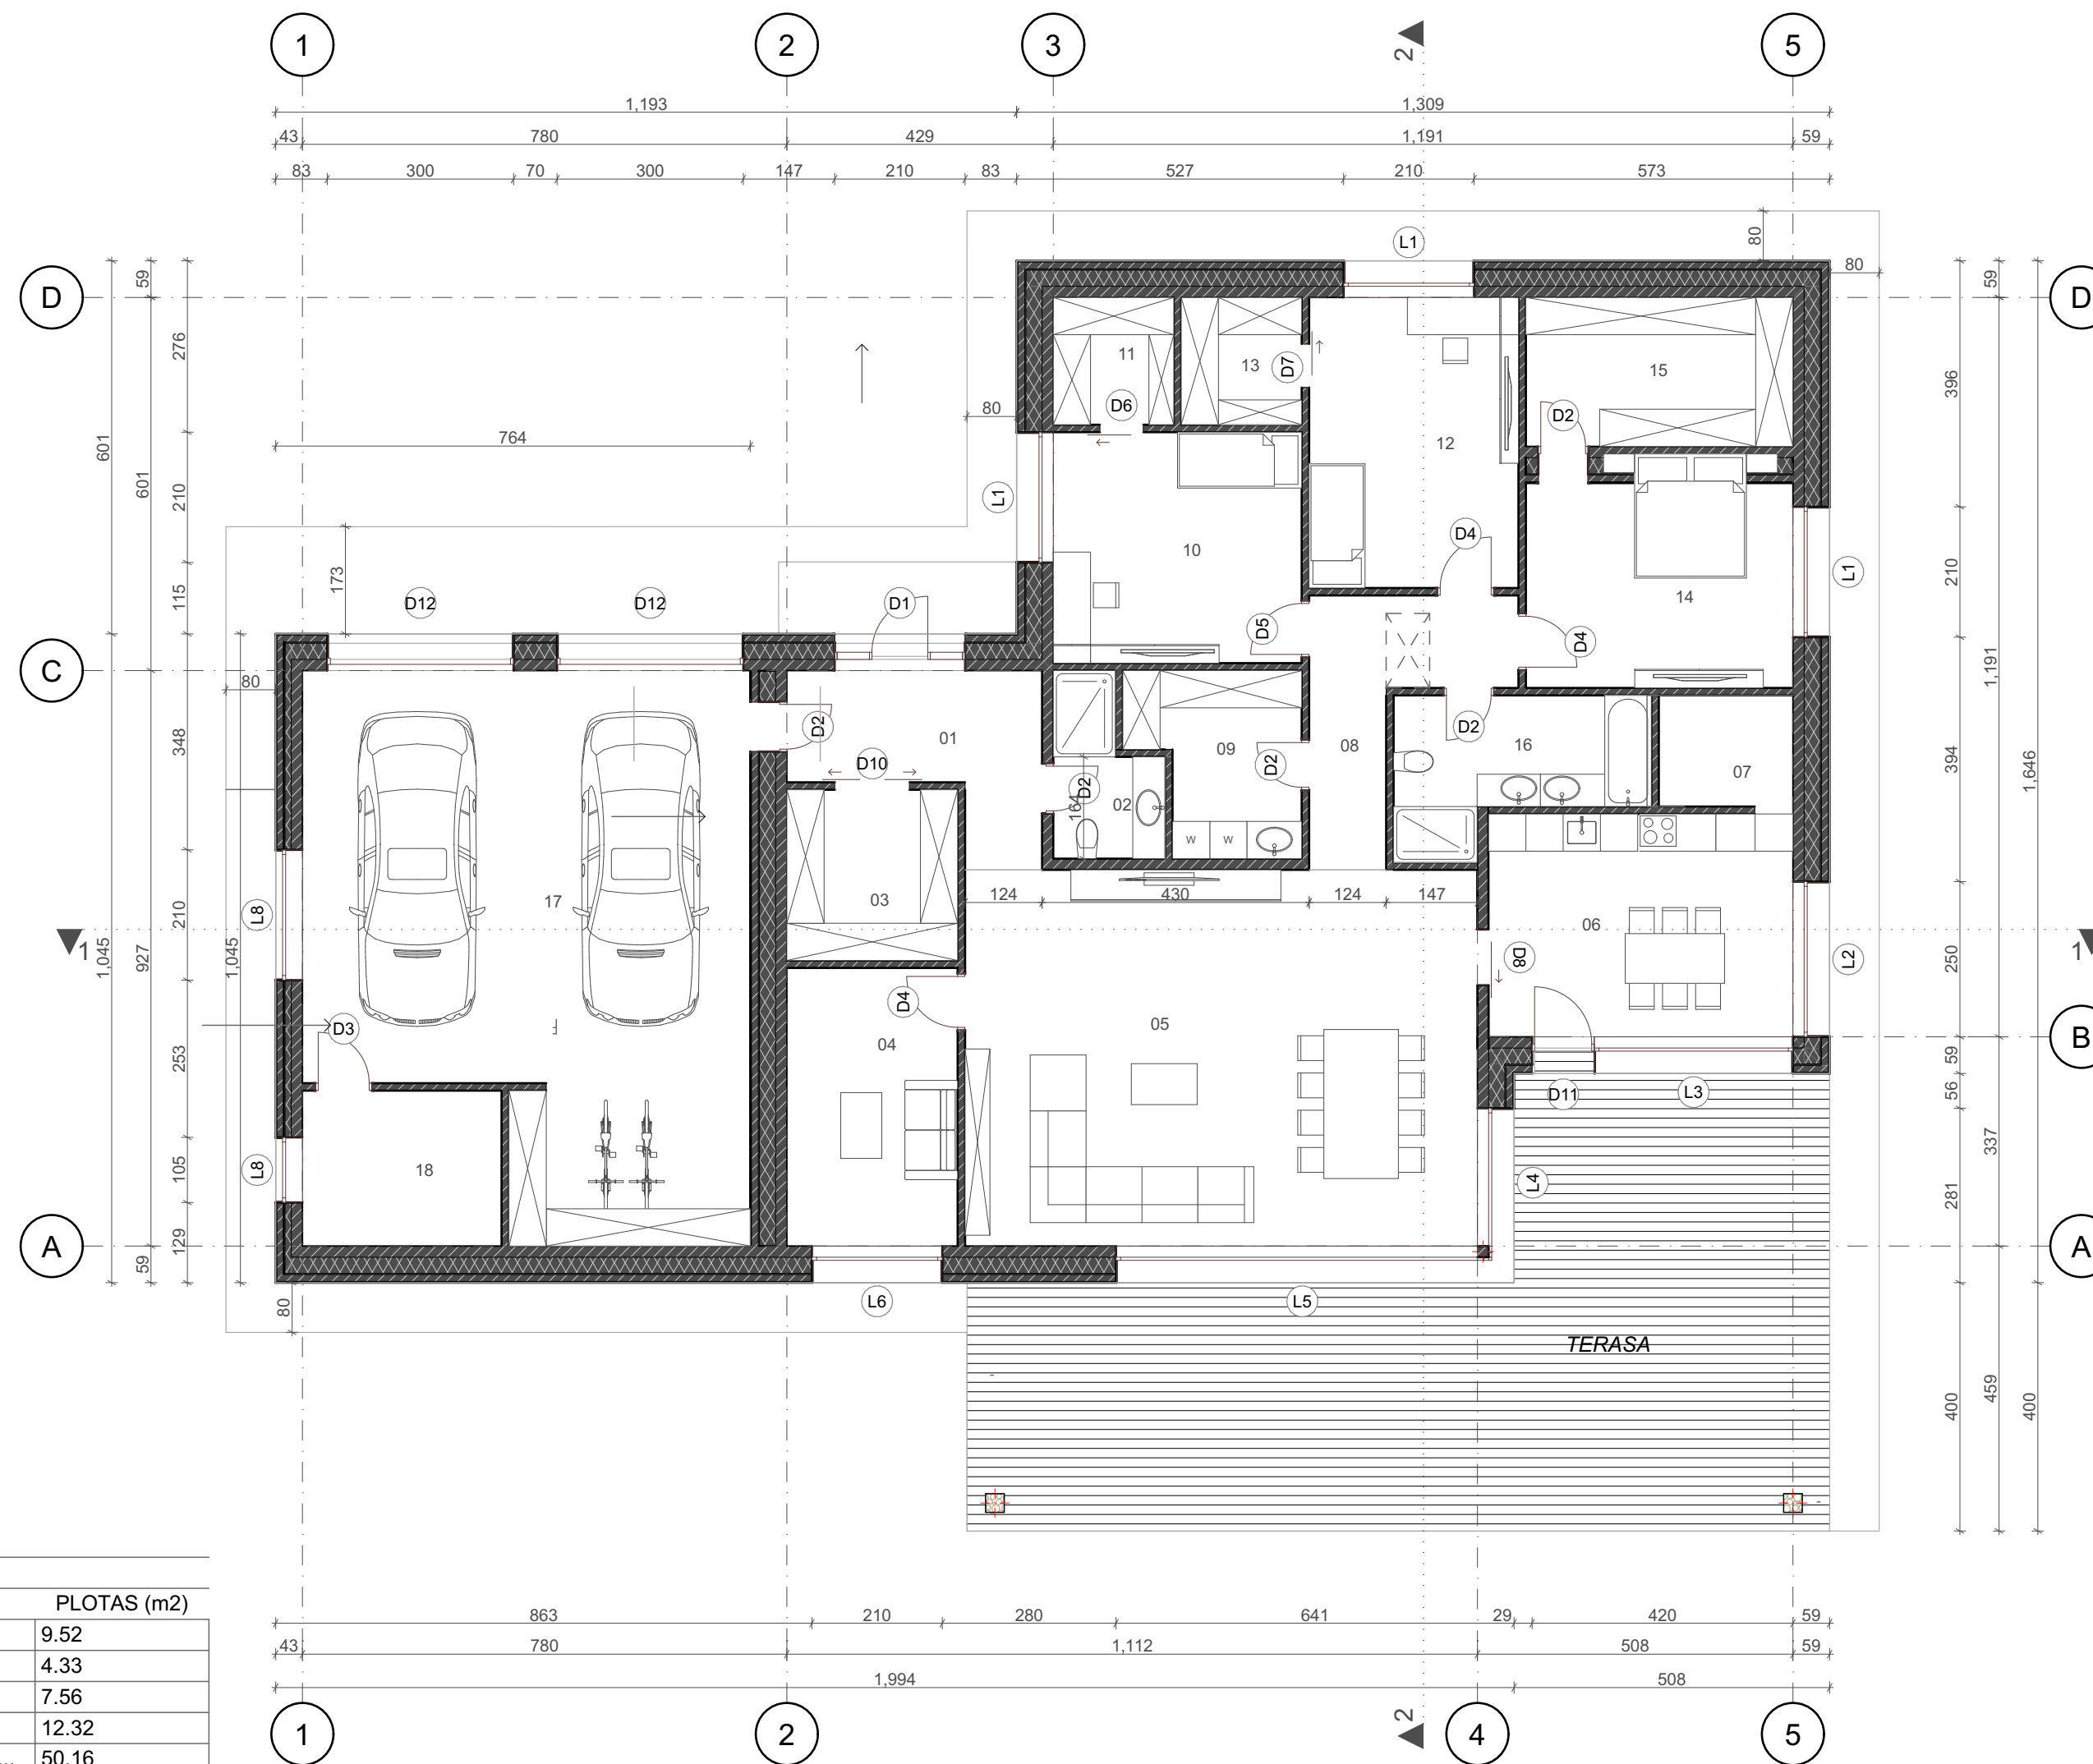 1 2 3 5
2
1,193 1,309
43 780 429 1,191 59
83 300 70 300 147 210 83 527 210 573
L1 80
80
D D
59 59
276 601 601 210 115
764
80
11 13 D7 15
D6 D2
12
396
L1 10 D4 14 L1
210
1,191
1,646
173
D12 D12 D1
D5 D4
C
80
348
D2 01 D10
D2 164 02
09 D2 08
D2 16 07
394
W W
17
03
124 430 124 147
L8 210
06
D8 L2 250
1 1
1,045 927 1,045
D3
D4
04 05
B
253
59
56
D11 L3
337
L8 18 105
L4 281
A A
129 59
80
L6 L5
TERASA
400 459 400
863 210 280 641 29 420 59
43 780 1,112 508 59
1,994 508
2
1 2 4 5
PLOTAS (m2)
9.52
4.33
7.56
12.32
... 50.16